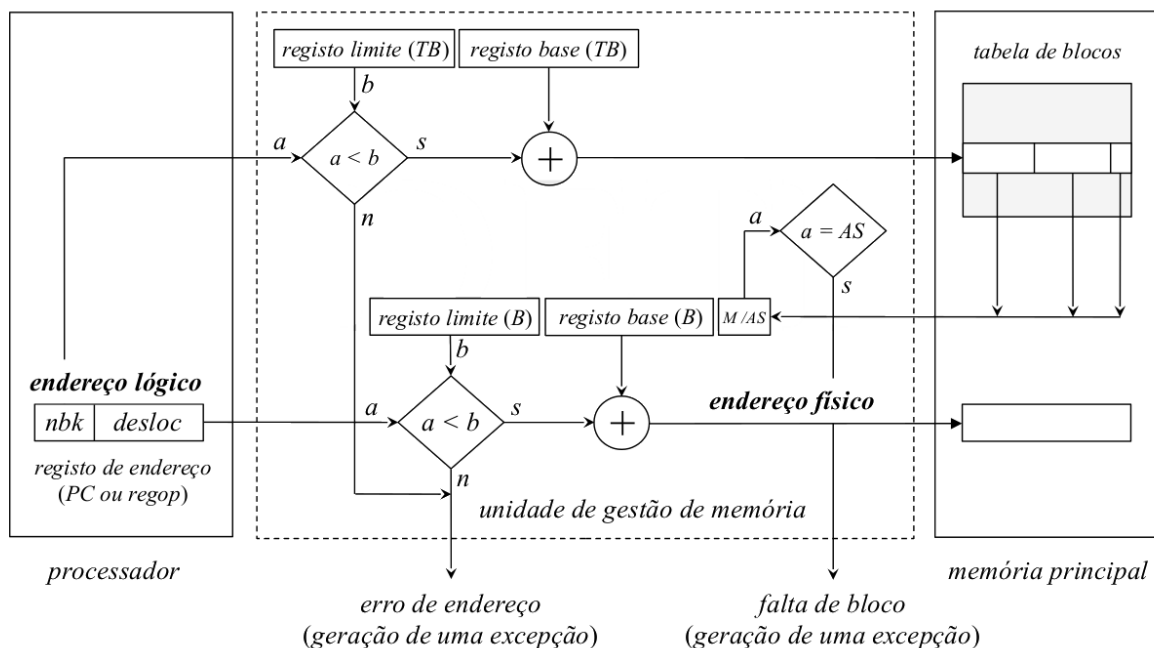 registo limite (TB)
registo base (TB)
tabela de blocos
b
a
a < b
s
+
n
a
a = AS
s
registo limite (B)
registo base (B)
M /AS
b
endereço lógico
nbk
desloc
a
a < b
s
+
endereço físico
n
registo de endereço
(PC ou regop)
unidade de gestão de memória
processador
memória principal
erro de endereço
(geração de uma excepção)
falta de bloco
(geração de uma excepção)